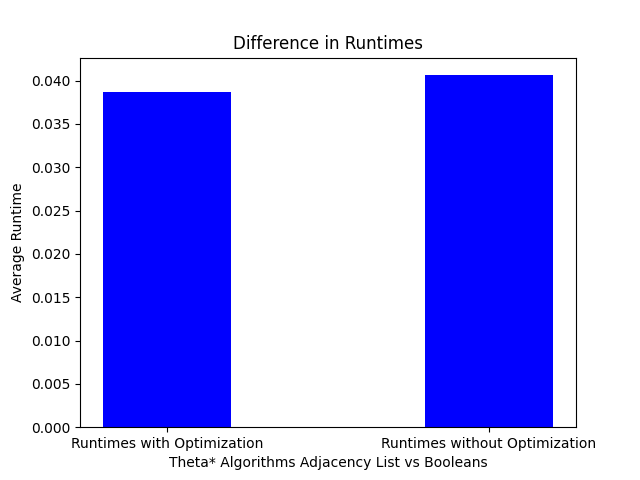 Difference in Runtimes
Average Runtime
0.040
0.035
0.030
0.025
0.020
0.015
0.010
0.005
0.000
Runtimes with Optimization
Runtimes without Optimization
Theta* Algorithms Adjacency List vs Booleans